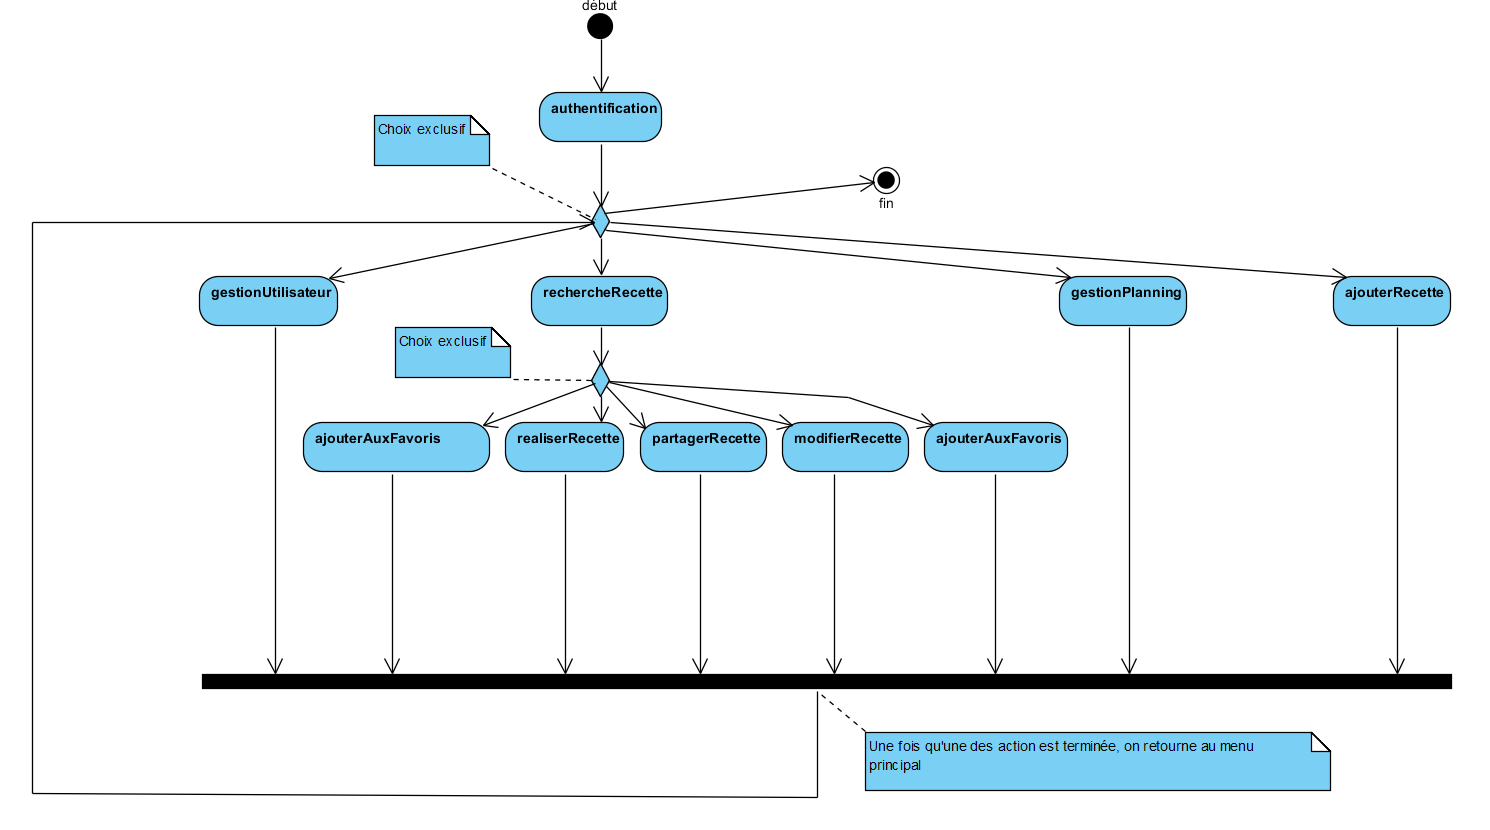 début
authentification
Choix exclusif
fin
gestionUtilisateur
rechercheRecette
gestionPlanning
ajouterRecette
Choix exclusif
ajouterAuxFavoris
realiserRecette
partagerRecette
modifierRecette
ajouterAuxFavoris
Une fois qu'une des action est terminée, on retourne au menu
principal